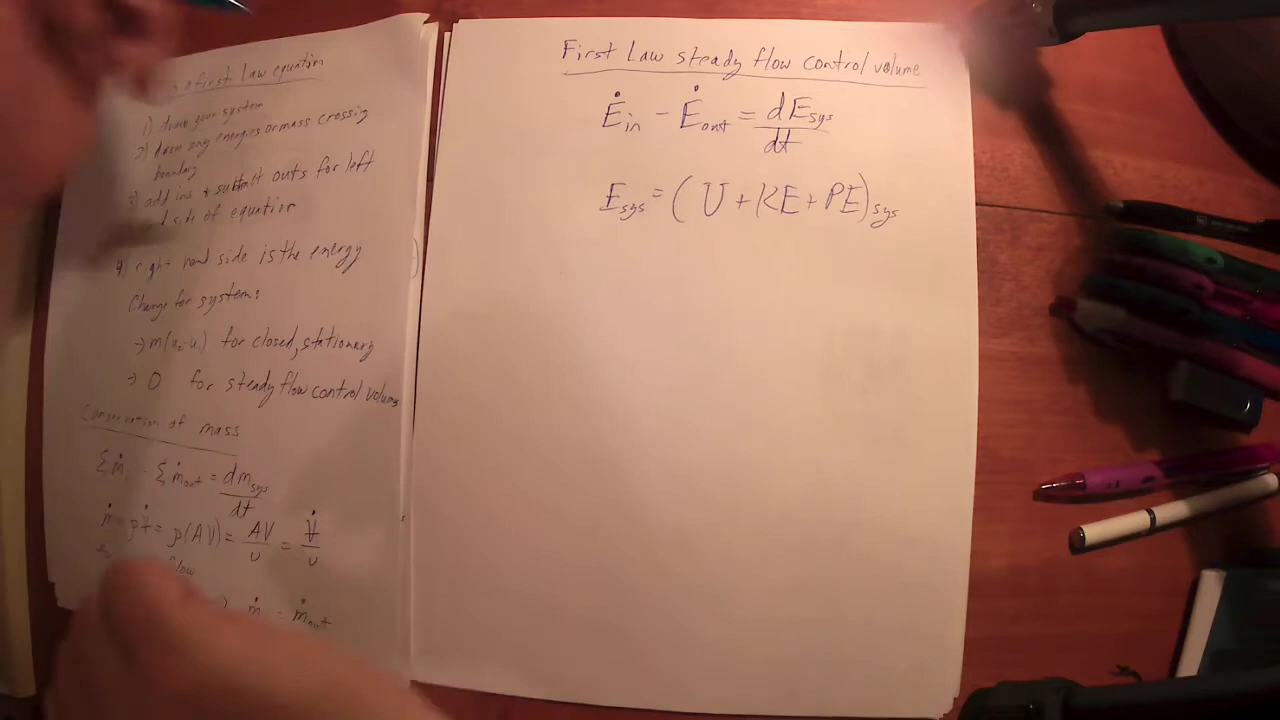 a first Law equation
1) draw your system
2) draw any energies or mass crossing
boundary
3) add ins & subtract outs for left
hand side of equation
4) right hand side is the energy
Change for system:
→ m(u₂-u₁) for closed, stationary
→ 0 for steady flow control volume
Conservation of mass
Σṁ - Σṁout = dmsys/dt
ṁ = ρV̶̇ = ρ(AV) = AV/υ = V̶̇/υ
flow
ṁ = ṁout
First Law steady flow control volume
Ėin - Ėout = dEsys/dt
Esys = (U + KE + PE)sys